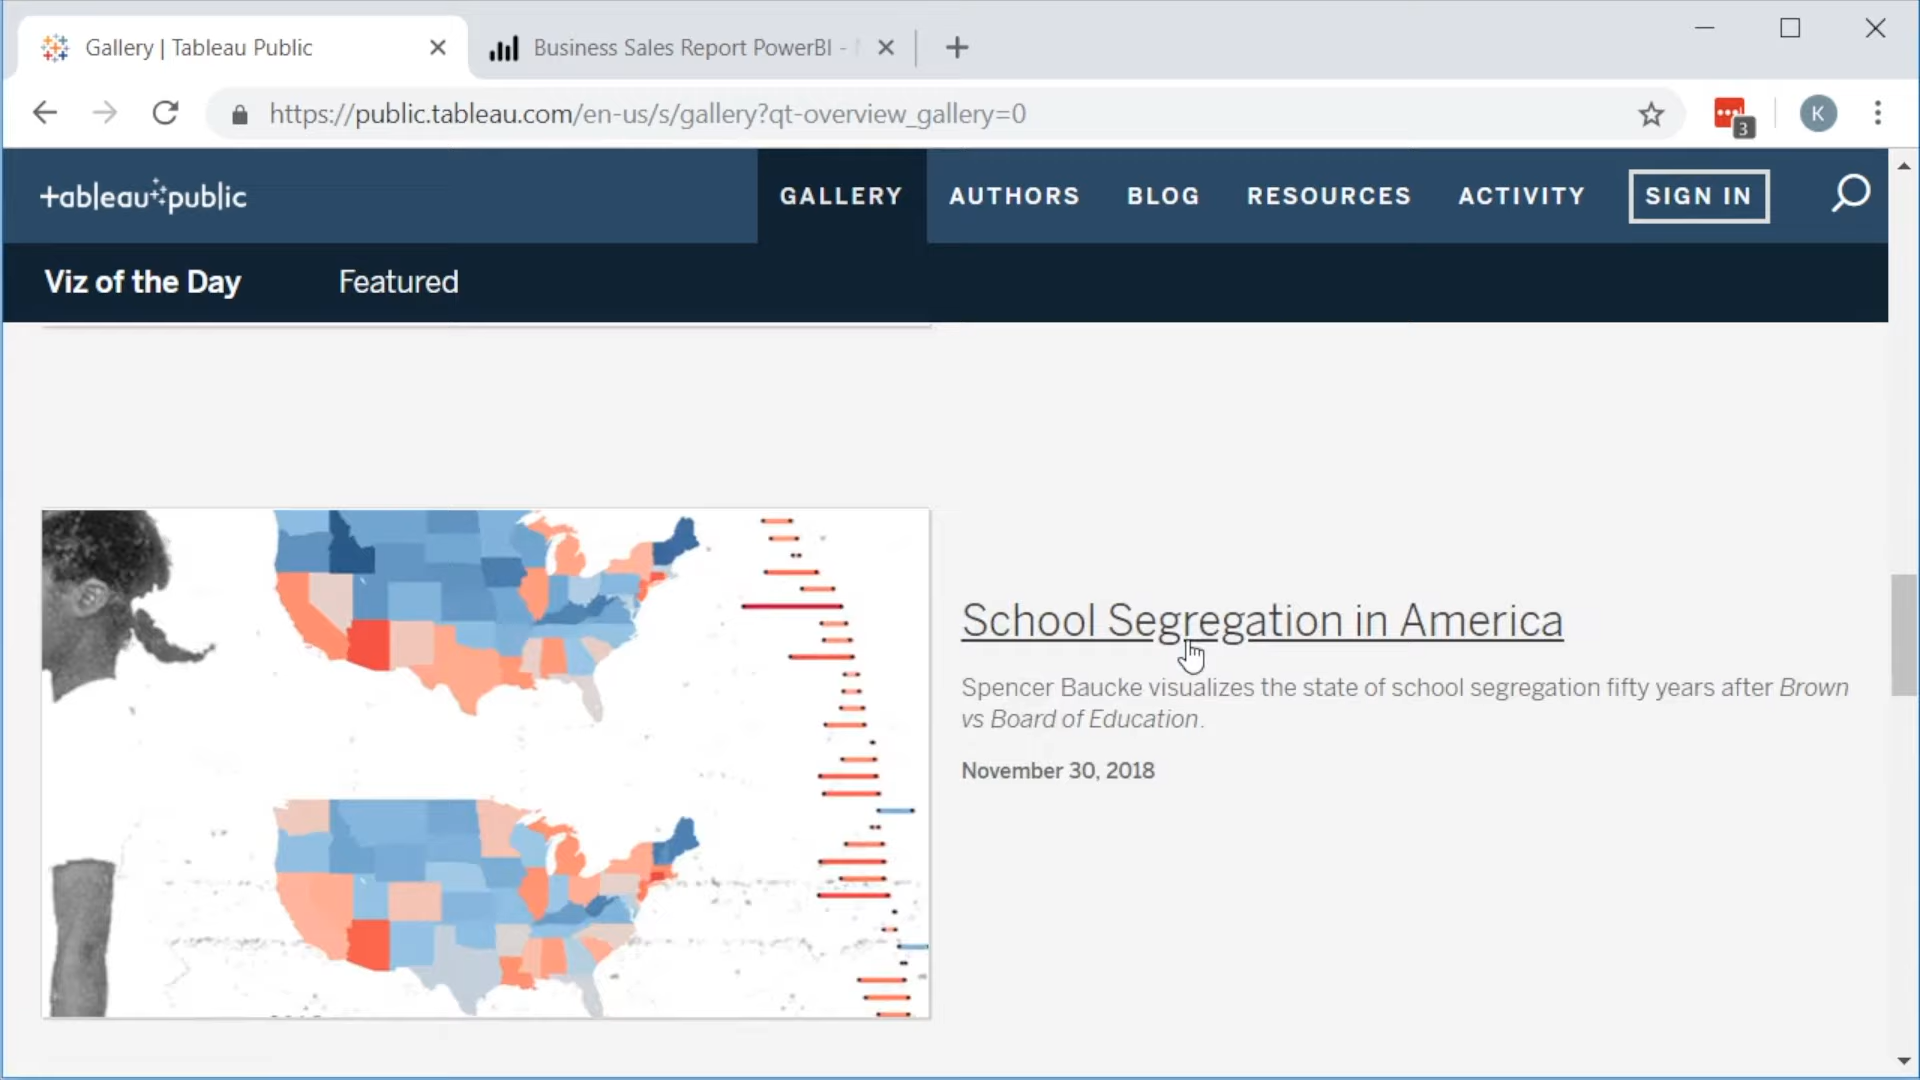 Gallery | Tableau Public
Business Sales Report PowerBI -
https://public.tableau.com/en-us/s/gallery?qt-overview_gallery=0
3
K
tableau public
GALLERY
AUTHORS
BLOG
RESOURCES
ACTIVITY
SIGN IN
Viz of the Day
Featured
School Segregation in America
Spencer Baucke visualizes the state of school segregation fifty years after Brown
vs Board of Education.
November 30, 2018